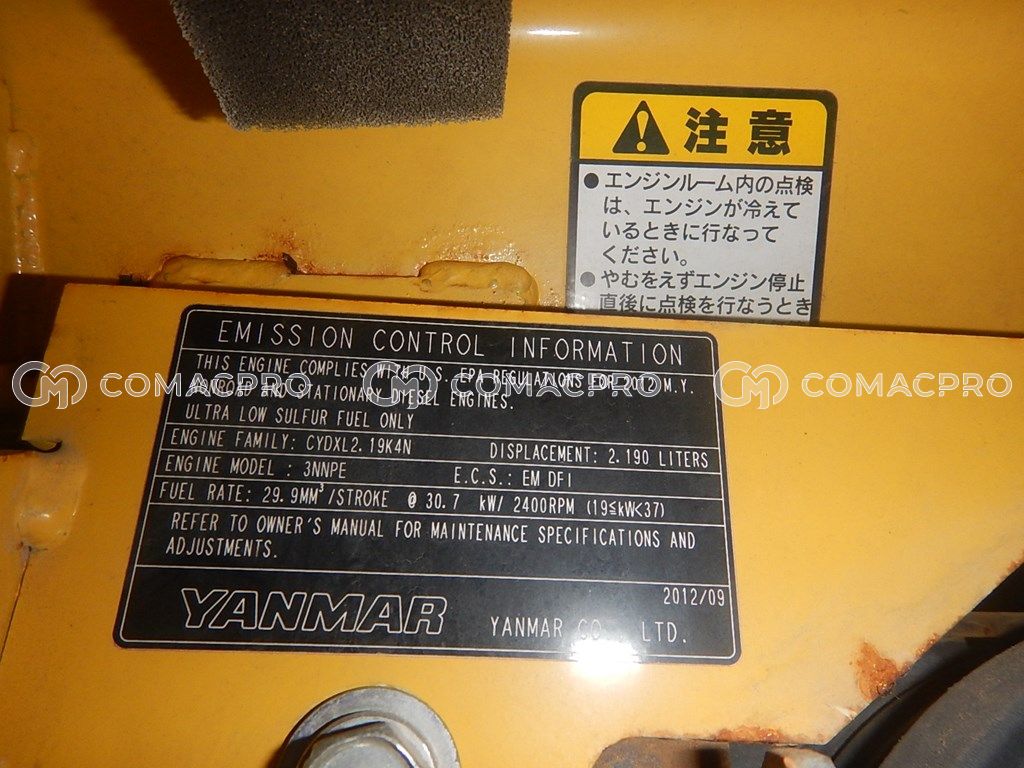 注意
● エンジンルーム内の点検
は、エンジンが冷えて
いるときに行なって
ください。
● やむをえずエンジン停止
直後に点検を行なうとき
EMISSION CONTROL INFORMATION
THIS ENGINE COMPLIES WITH U.S. EPA REGULATIONS FOR 2012 M.Y.
NONROAD AND STATIONARY DIESEL ENGINES.
COMACPRO COMACPRO COMACPRO
ULTRA LOW SULFUR FUEL ONLY
ENGINE FAMILY: CYDXL2.19K4N DISPLACEMENT: 2.190 LITERS
ENGINE MODEL : 3NNPE E.C.S.: EM DFI
FUEL RATE: 29.9MM³/STROKE @ 30.7 kW/ 2400RPM (19≦kW<37)
REFER TO OWNER'S MANUAL FOR MAINTENANCE SPECIFICATIONS AND
ADJUSTMENTS.
2012/09
YANMAR YANMAR CO., LTD.